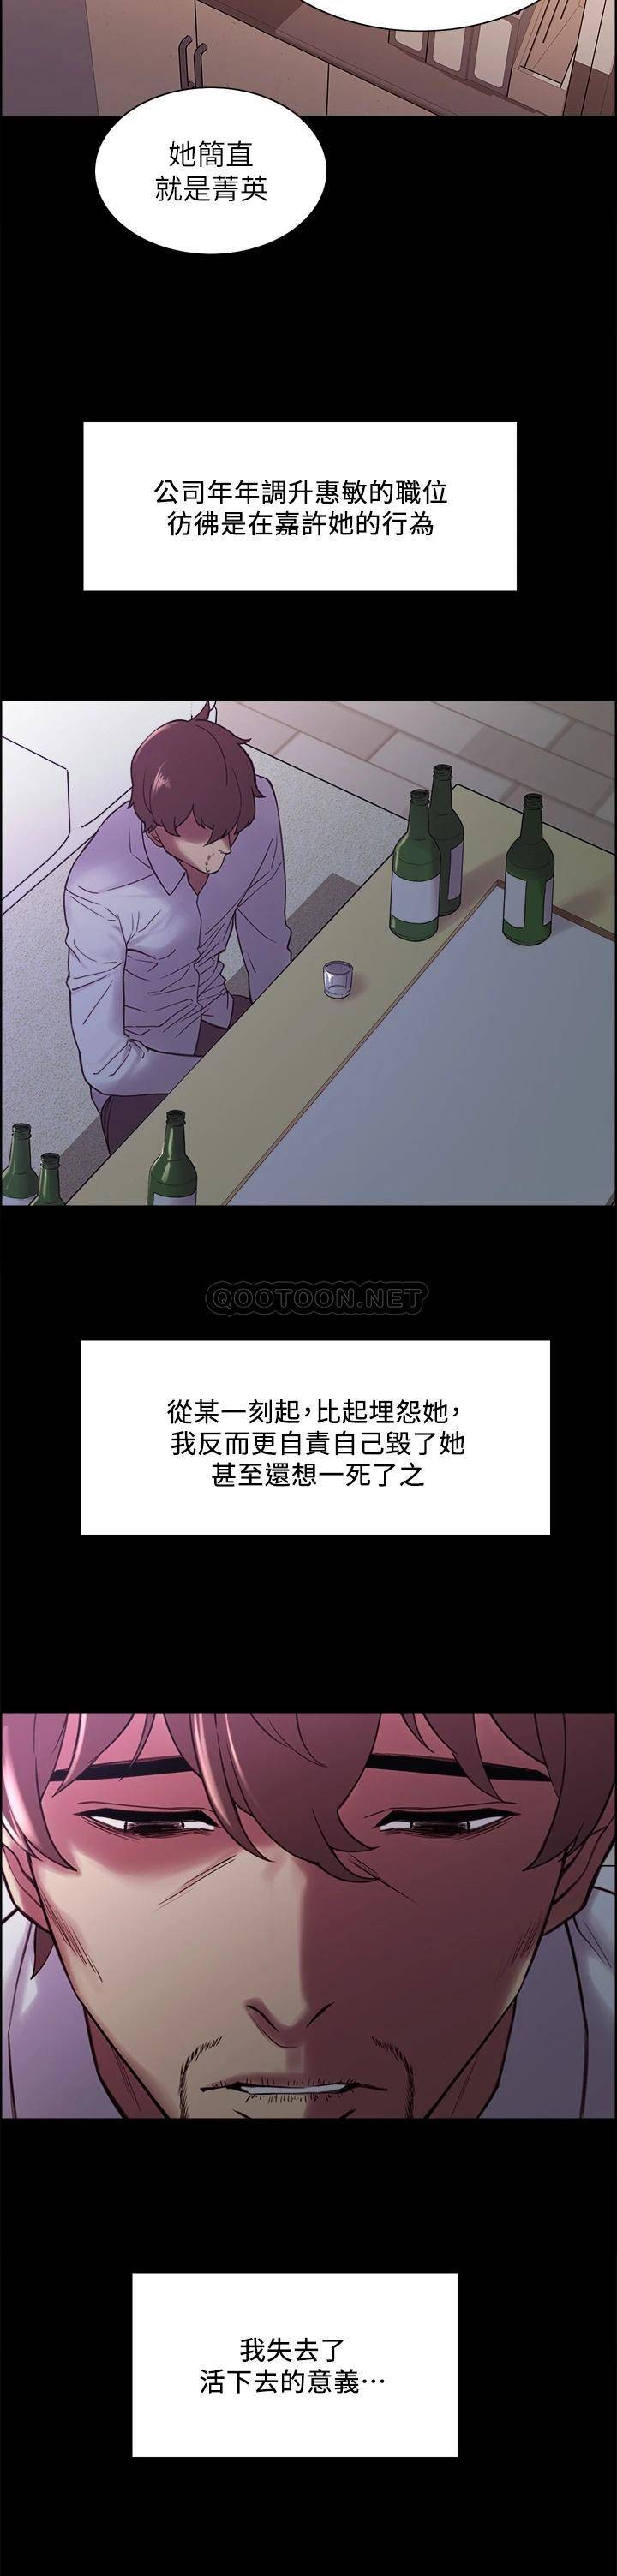 她簡直
就是菁英
公司年年調升惠敏的職位
彷彿是在嘉許她的行為
QOOTOON.NET
從某一刻起，比起埋怨她，
我反而更自責自己毀了她
甚至還想一死了之
我失去了
活下去的意義⋯